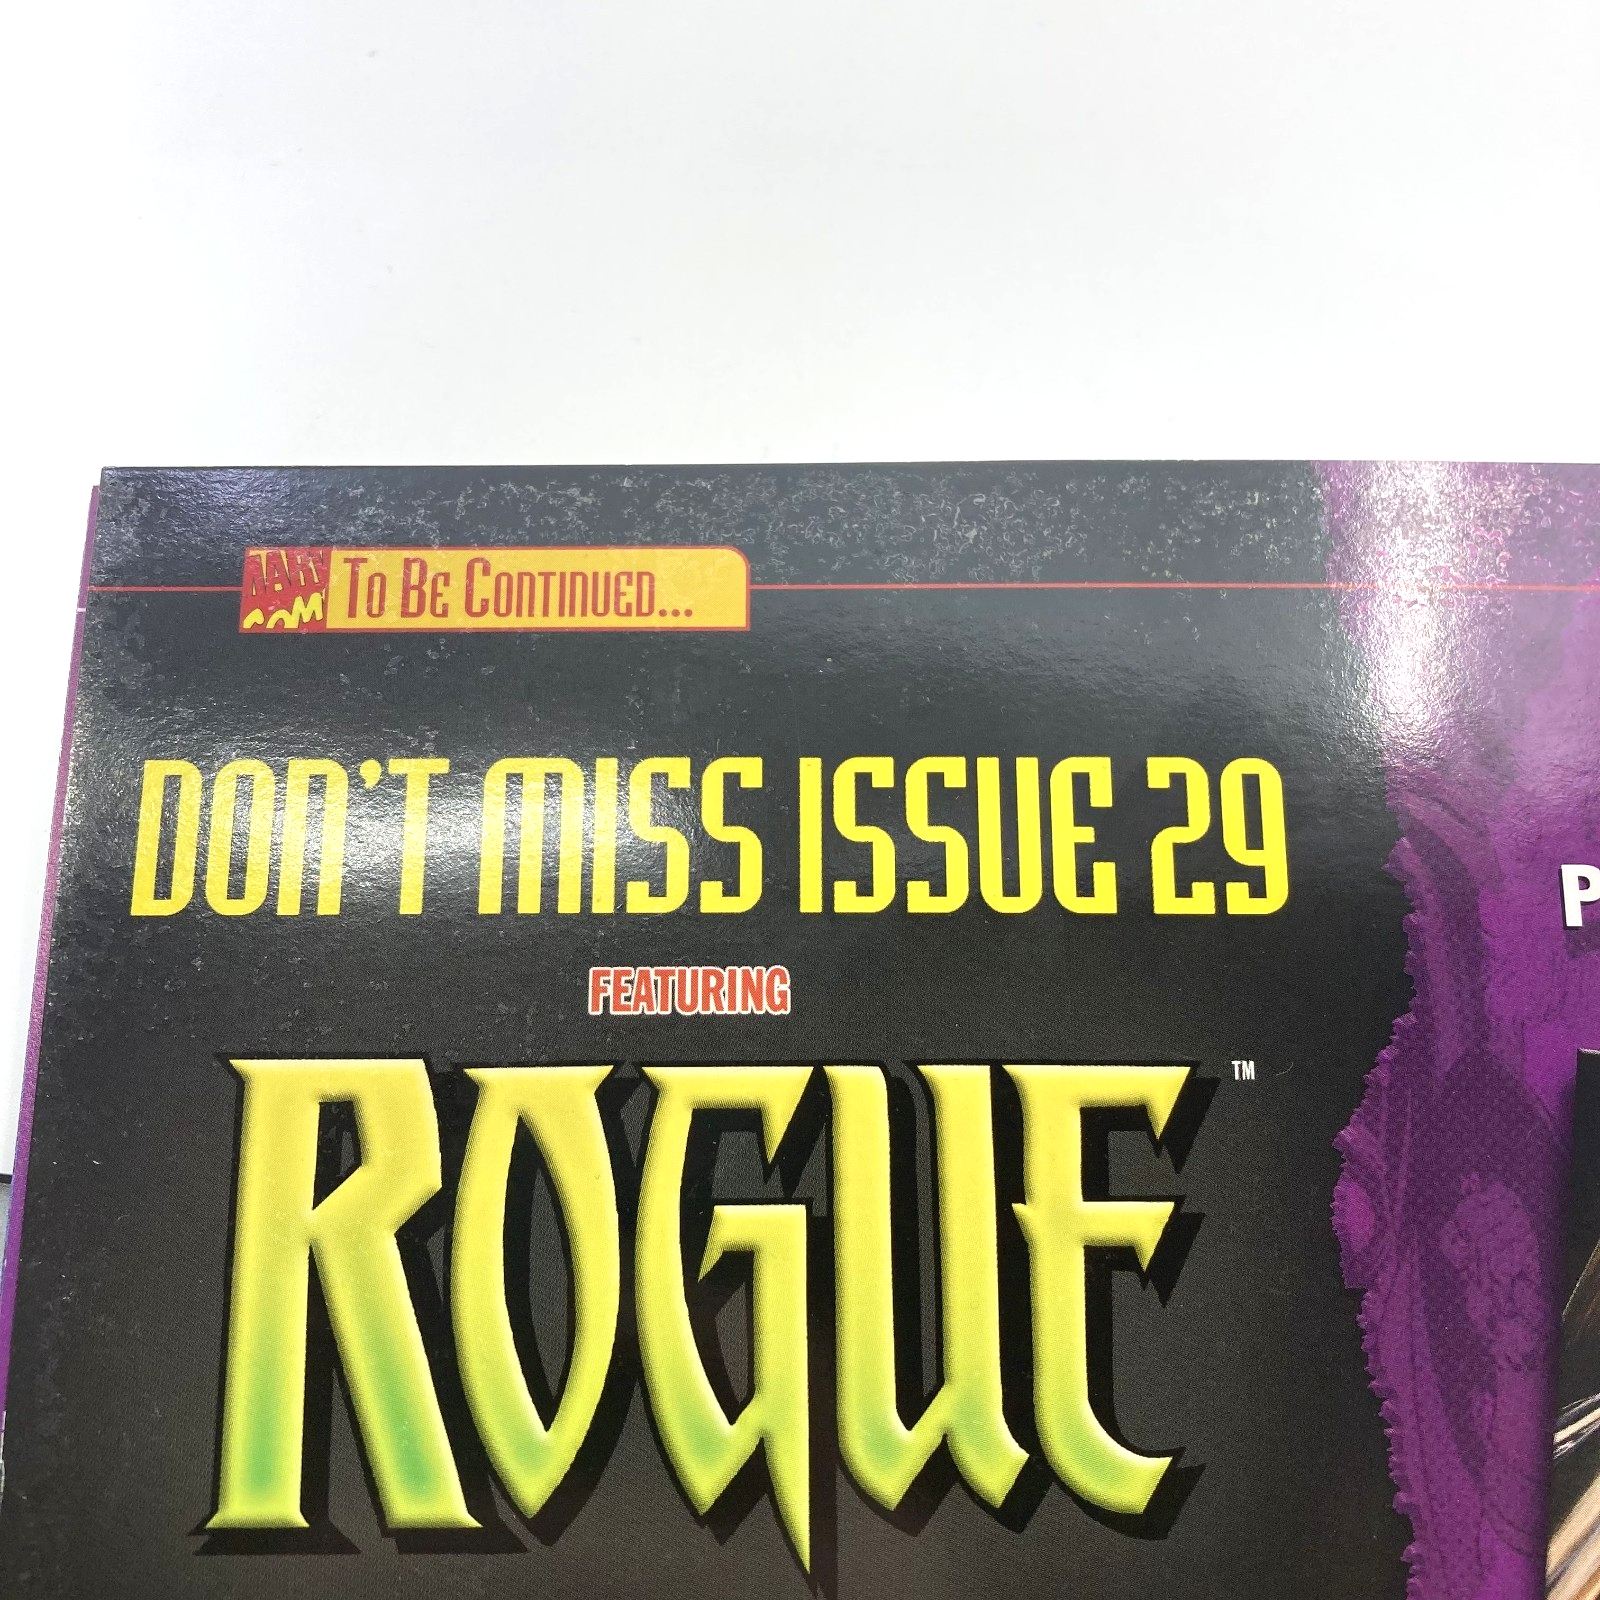 To Be Continued...
DON'T MISS ISSUE 29
FEATURING
ROGUE™
P